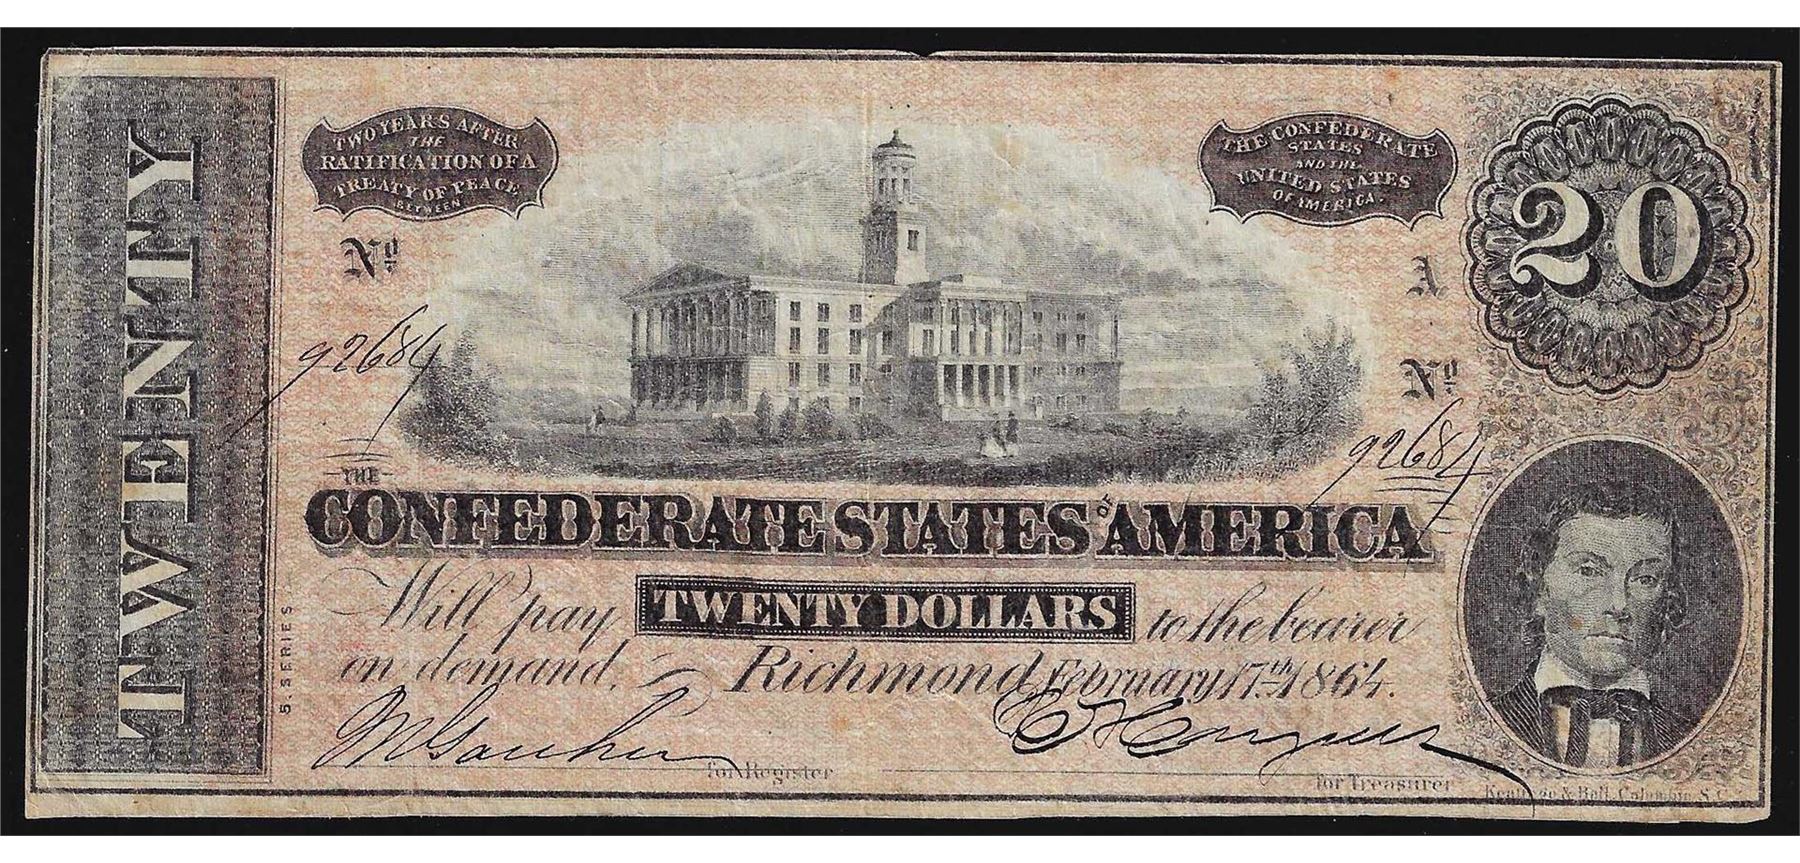 TWENTY
TWO YEARS AFTER
THE
RATIFICATION OF A
TREATY OF PEACE
BETWEEN
THE CONFEDERATE
STATES
AND THE
UNITED STATES
OF AMERICA.
20
Nº
A
92684
Nº
92684
THE
CONFEDERATE STATES OF AMERICA
Will pay TWENTY DOLLARS to the bearer
on demand. Richmond February 17th 1864.
5 SERIES
for Register
for Treasurer
& Ball, Columbia, S.C.